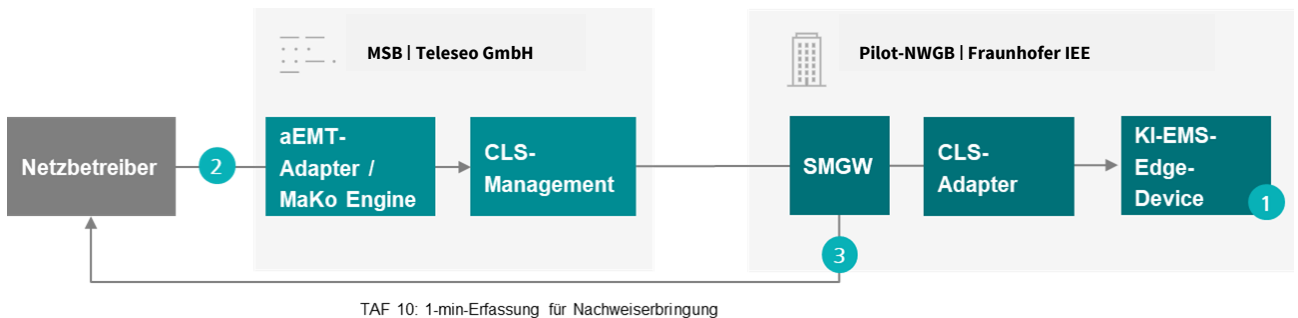 MSB | Teleseo GmbH
Pilot-NWGB | Fraunhofer IEE
Netzbetreiber
2
aEMT-
Adapter /
MaKo Engine
CLS-
Management
SMGW
CLS-
Adapter
KI-EMS-
Edge-
Device
1
3
TAF 10: 1-min-Erfassung für Nachweiserbringung